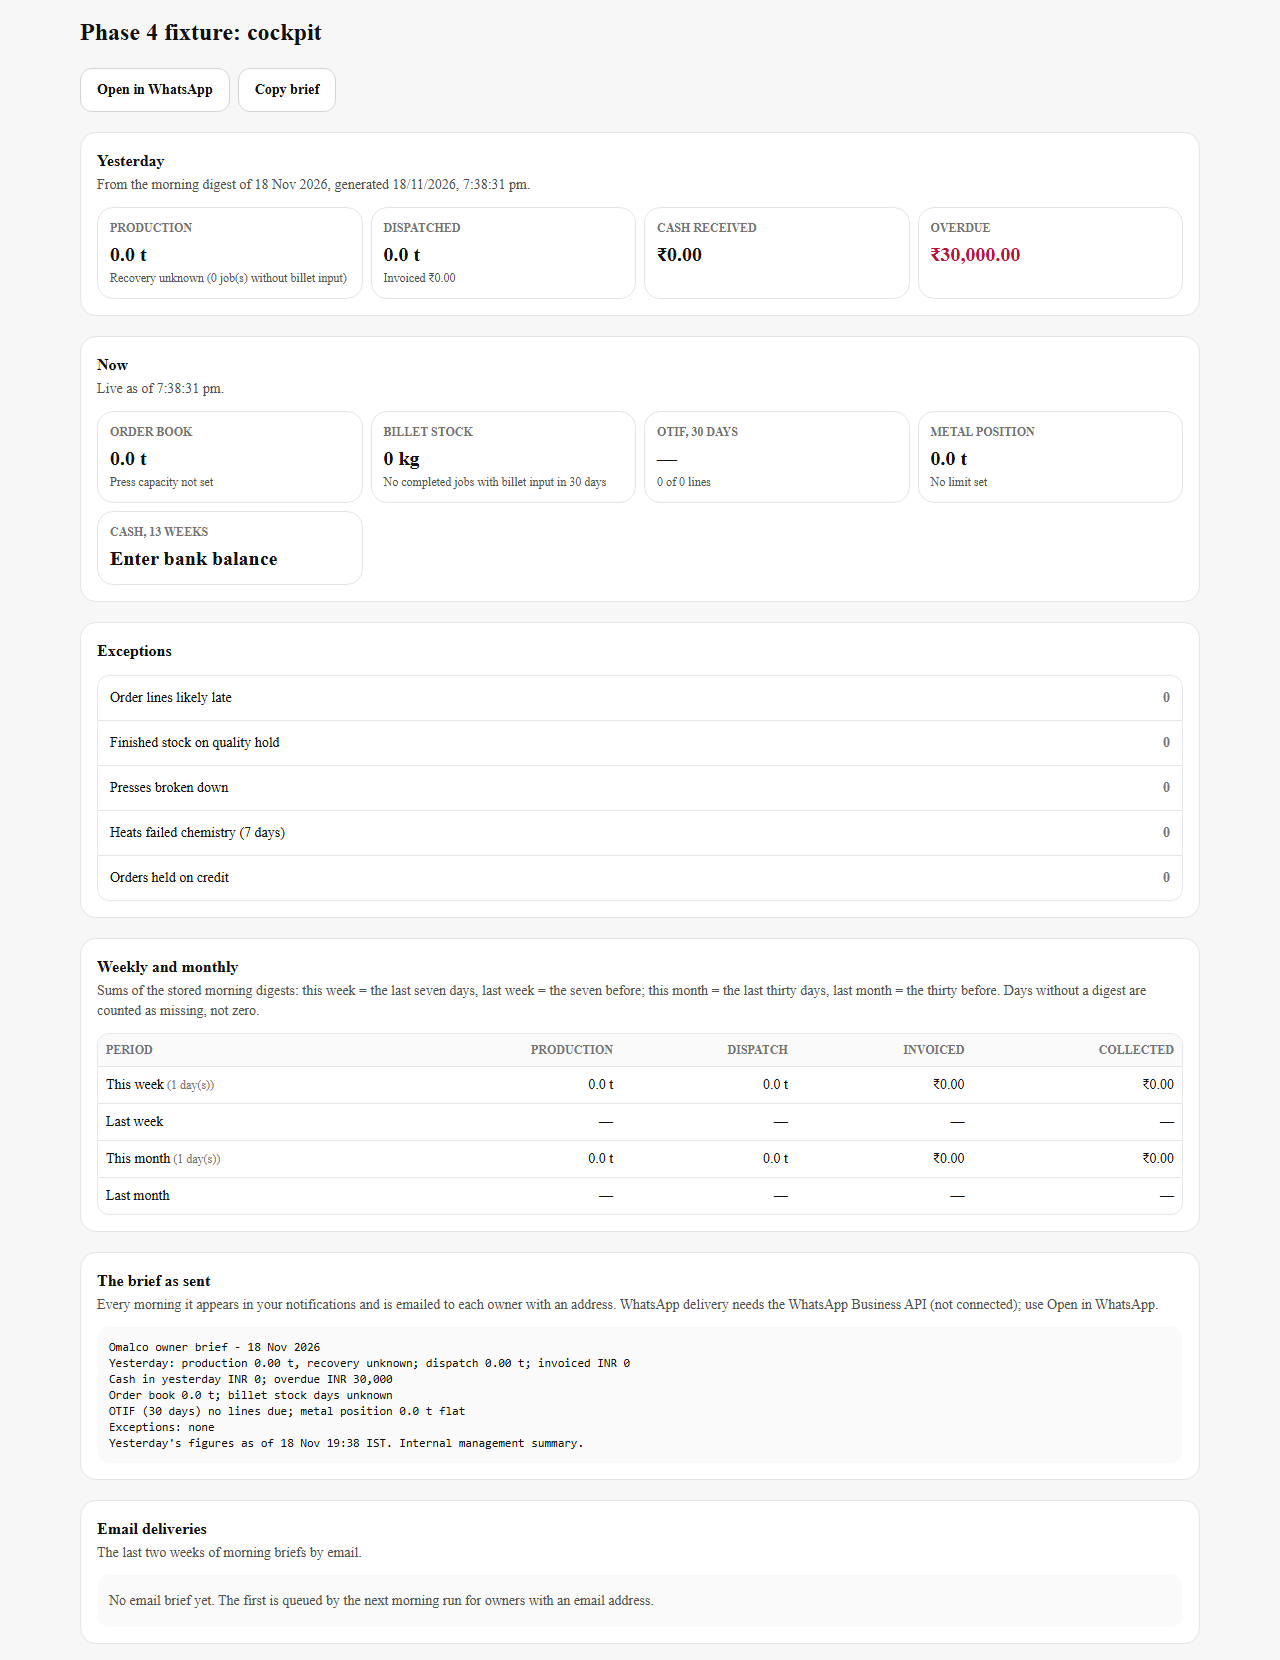 Phase 4 fixture: cockpit
Open in WhatsApp
Copy brief
Yesterday
From the morning digest of 18 Nov 2026, generated 18/11/2026, 7:38:31 pm.
PRODUCTION
0.0 t
Recovery unknown (0 job(s) without billet input)
DISPATCHED
0.0 t
Invoiced ₹0.00
CASH RECEIVED
₹0.00
OVERDUE
₹30,000.00
Now
Live as of 7:38:31 pm.
ORDER BOOK
0.0 t
Press capacity not set
BILLET STOCK
0 kg
No completed jobs with billet input in 30 days
OTIF, 30 DAYS
—
0 of 0 lines
METAL POSITION
0.0 t
No limit set
CASH, 13 WEEKS
Enter bank balance
Exceptions
Order lines likely late 0
Finished stock on quality hold 0
Presses broken down 0
Heats failed chemistry (7 days) 0
Orders held on credit 0
Weekly and monthly
Sums of the stored morning digests: this week = the last seven days, last week = the seven before; this month = the last thirty days, last month = the thirty before. Days without a digest are
counted as missing, not zero.
PERIOD PRODUCTION DISPATCH INVOICED COLLECTED
This week (1 day(s)) 0.0 t 0.0 t ₹0.00 ₹0.00
Last week — — — —
This month (1 day(s)) 0.0 t 0.0 t ₹0.00 ₹0.00
Last month — — — —
The brief as sent
Every morning it appears in your notifications and is emailed to each owner with an address. WhatsApp delivery needs the WhatsApp Business API (not connected); use Open in WhatsApp.
Omalco owner brief - 18 Nov 2026
Yesterday: production 0.00 t, recovery unknown; dispatch 0.00 t; invoiced INR 0
Cash in yesterday INR 0; overdue INR 30,000
Order book 0.0 t; billet stock days unknown
OTIF (30 days) no lines due; metal position 0.0 t flat
Exceptions: none
Yesterday's figures as of 18 Nov 19:38 IST. Internal management summary.
Email deliveries
The last two weeks of morning briefs by email.
No email brief yet. The first is queued by the next morning run for owners with an email address.